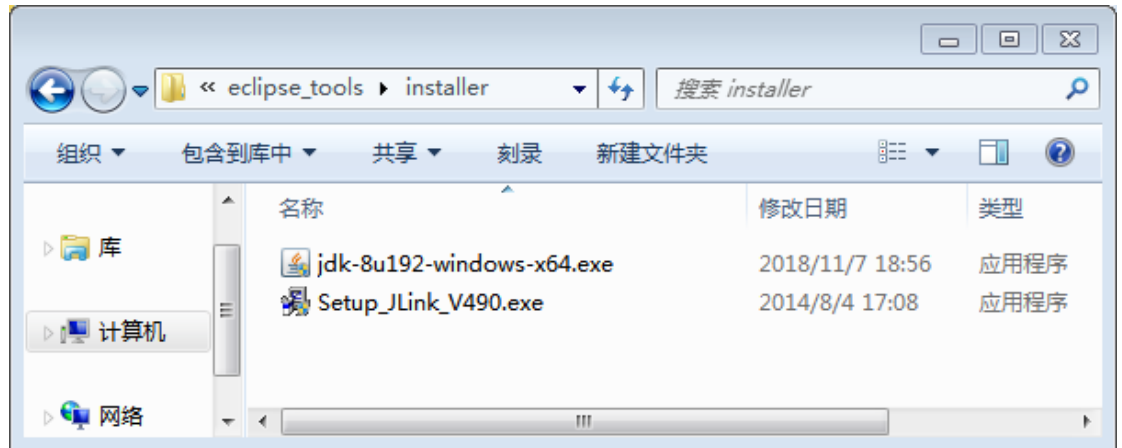 « eclipse_tools ▸ installer
搜索 installer
组织 包含到库中 共享 刻录 新建文件夹
名称 修改日期 类型
库
jdk-8u192-windows-x64.exe 2018/11/7 18:56 应用程序
Setup_JLink_V490.exe 2014/8/4 17:08 应用程序
计算机
网络